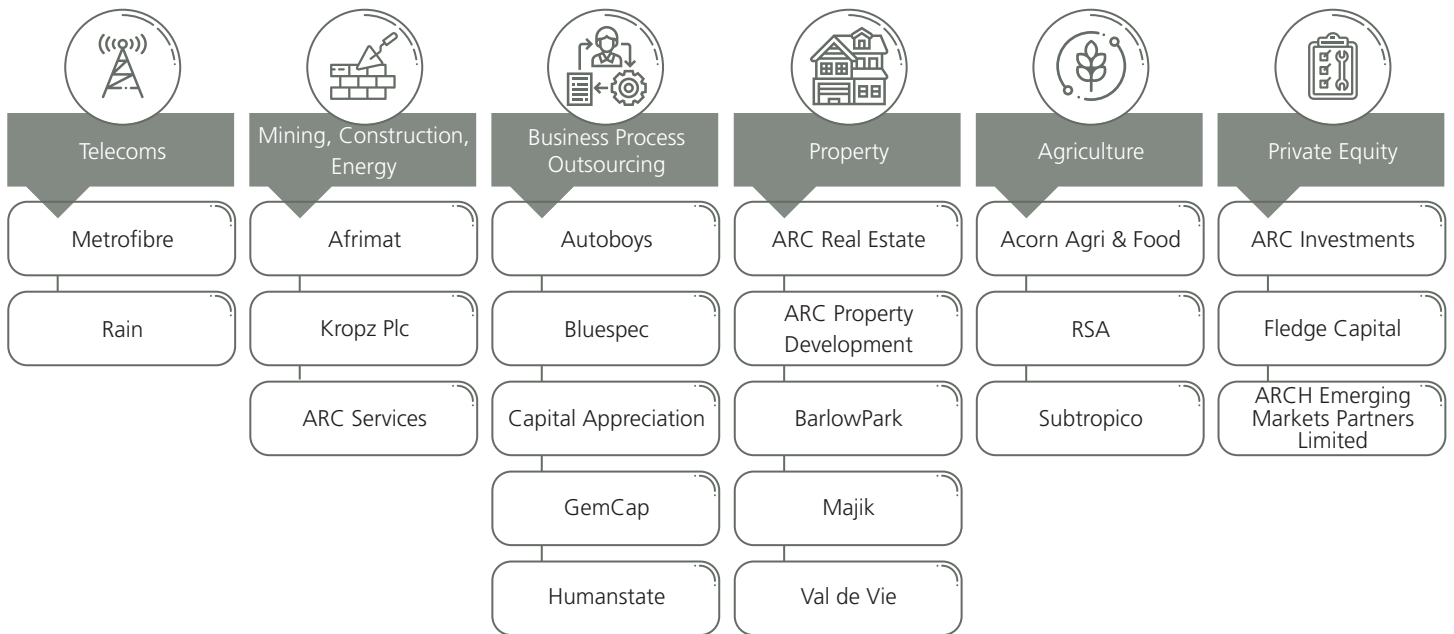 Telecoms
Metrofibre
Rain
Mining, Construction,
Energy
Afrimat
Kropz Plc
ARC Services
Business Process
Outsourcing
Autoboys
Bluespec
Capital Appreciation
GemCap
Humanstate
Property
ARC Real Estate
ARC Property
Development
BarlowPark
Majik
Val de Vie
Agriculture
Acorn Agri & Food
RSA
Subtropico
Private Equity
ARC Investments
Fledge Capital
ARCH Emerging
Markets Partners
Limited